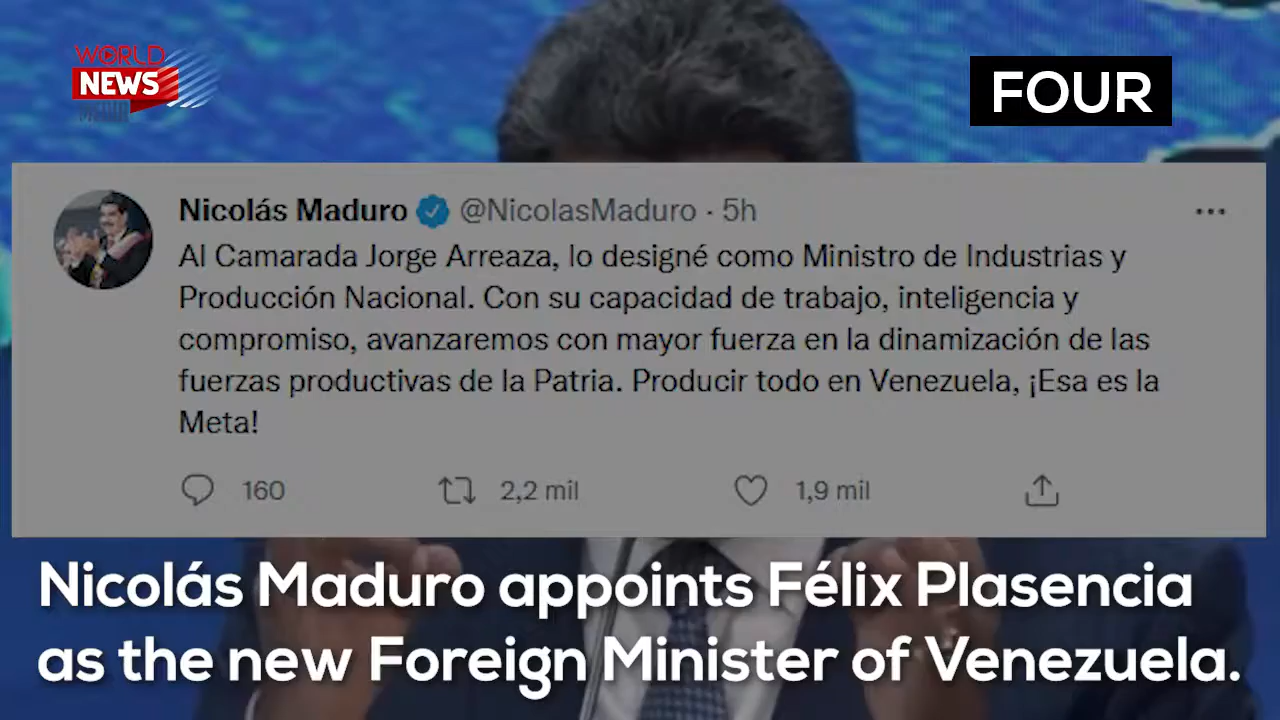 WORLD
NEWS
FOUR
Nicolás Maduro @NicolasMaduro · 5h
Al Camarada Jorge Arreaza, lo designé como Ministro de Industrias y
Producción Nacional. Con su capacidad de trabajo, inteligencia y
compromiso, avanzaremos con mayor fuerza en la dinamización de las
fuerzas productivas de la Patria. Producir todo en Venezuela, ¡Esa es la
Meta!
160 2,2 mil 1,9 mil
Nicolás Maduro appoints Félix Plasencia
as the new Foreign Minister of Venezuela.